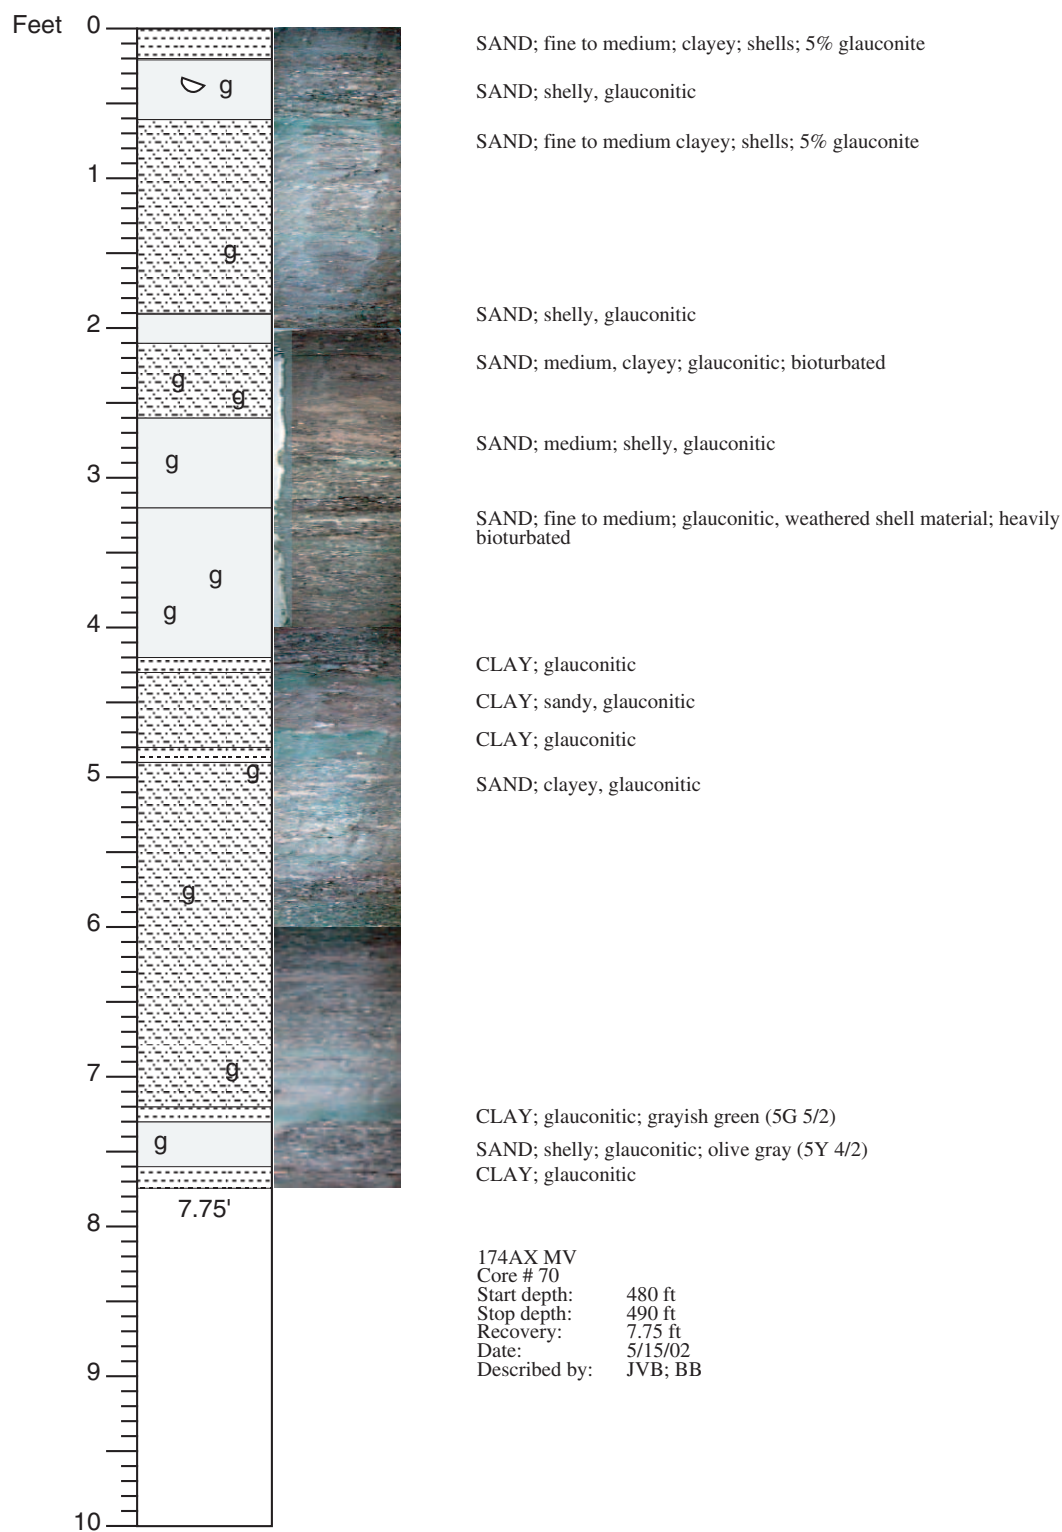 Feet 0
SAND; fine to medium; clayey; shells; 5% glauconite
g
SAND; shelly, glauconitic
SAND; fine to medium clayey; shells; 5% glauconite
1
g
SAND; shelly, glauconitic
2
SAND; medium, clayey; glauconitic; bioturbated
g
g
SAND; medium; shelly, glauconitic
g
3
SAND; fine to medium; glauconitic, weathered shell material; heavily
bioturbated
g
g
4
CLAY; glauconitic
CLAY; sandy, glauconitic
CLAY; glauconitic
g
5
SAND; clayey, glauconitic
g
6
g
7
CLAY; glauconitic; grayish green (5G 5/2)
g
SAND; shelly; glauconitic; olive gray (5Y 4/2)
CLAY; glauconitic
7.75'
8
174AX MV
Core # 70
Start depth: 480 ft
Stop depth: 490 ft
Recovery: 7.75 ft
Date: 5/15/02
Described by: JVB; BB
9
10